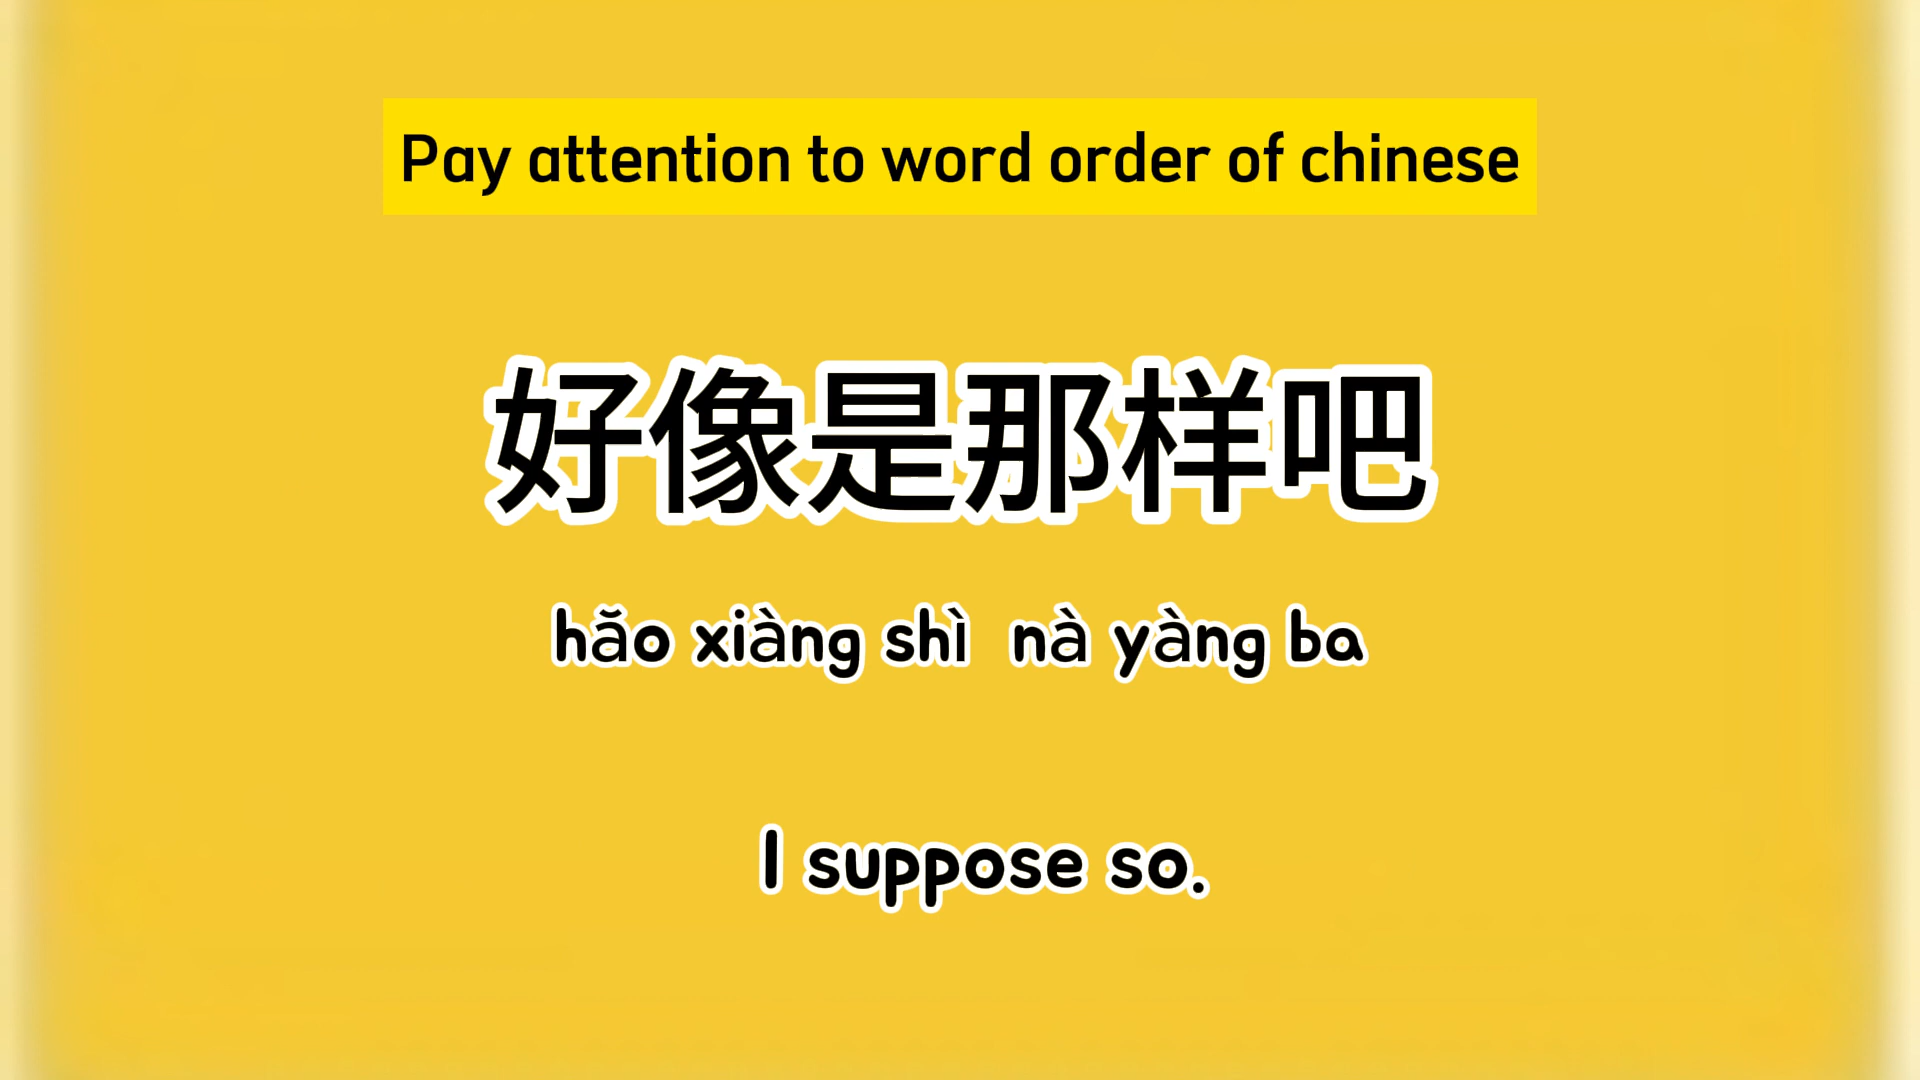 Pay attention to word order of chinese
好像是那样吧
hăo xiàng shì nà yàng ba
I suppose so.